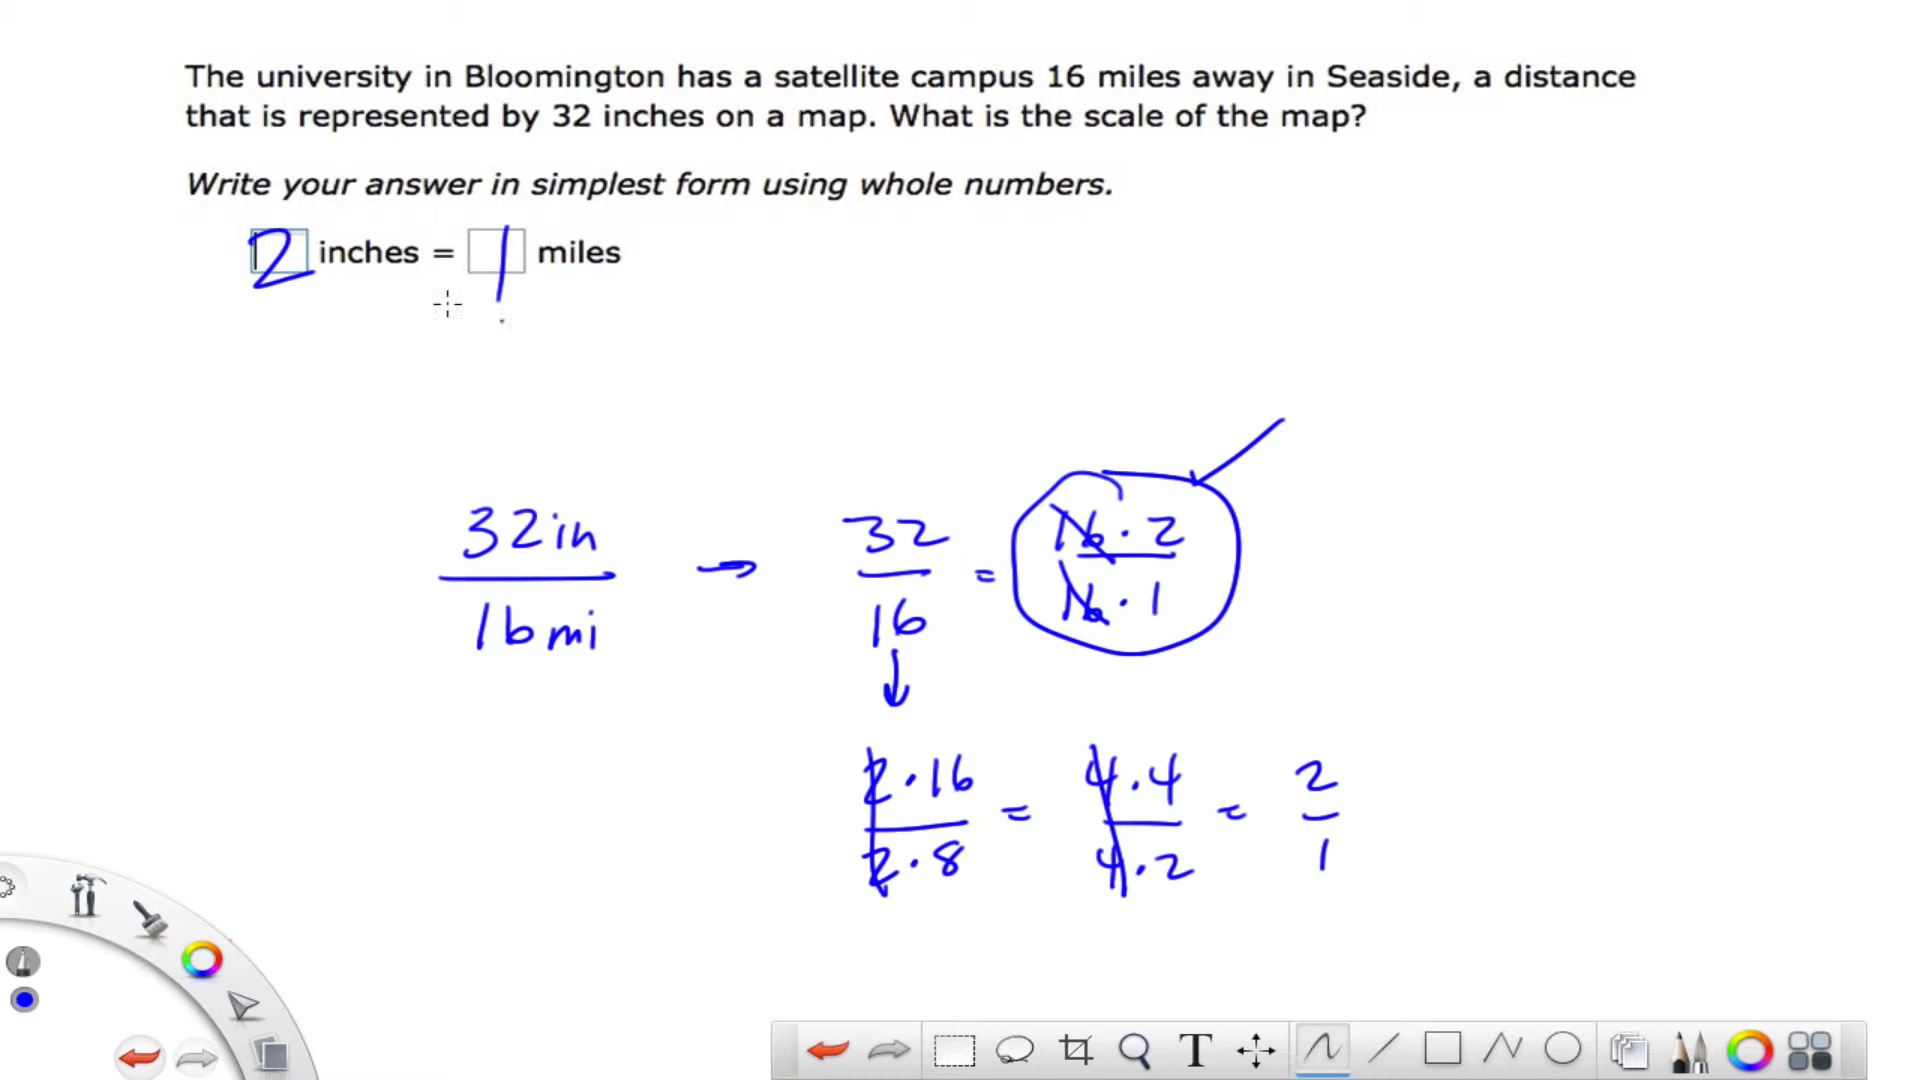 The university in Bloomington has a satellite campus 16 miles away in Seaside, a distance
that is represented by 32 inches on a map. What is the scale of the map?
Write your answer in simplest form using whole numbers.
2 inches = 1 miles
32in / 16mi → 32 / 16 = 16 · 2 / 16 · 1
2 · 16 / 2 · 8 = 4 · 4 / 4 · 2 = 2 / 1
T